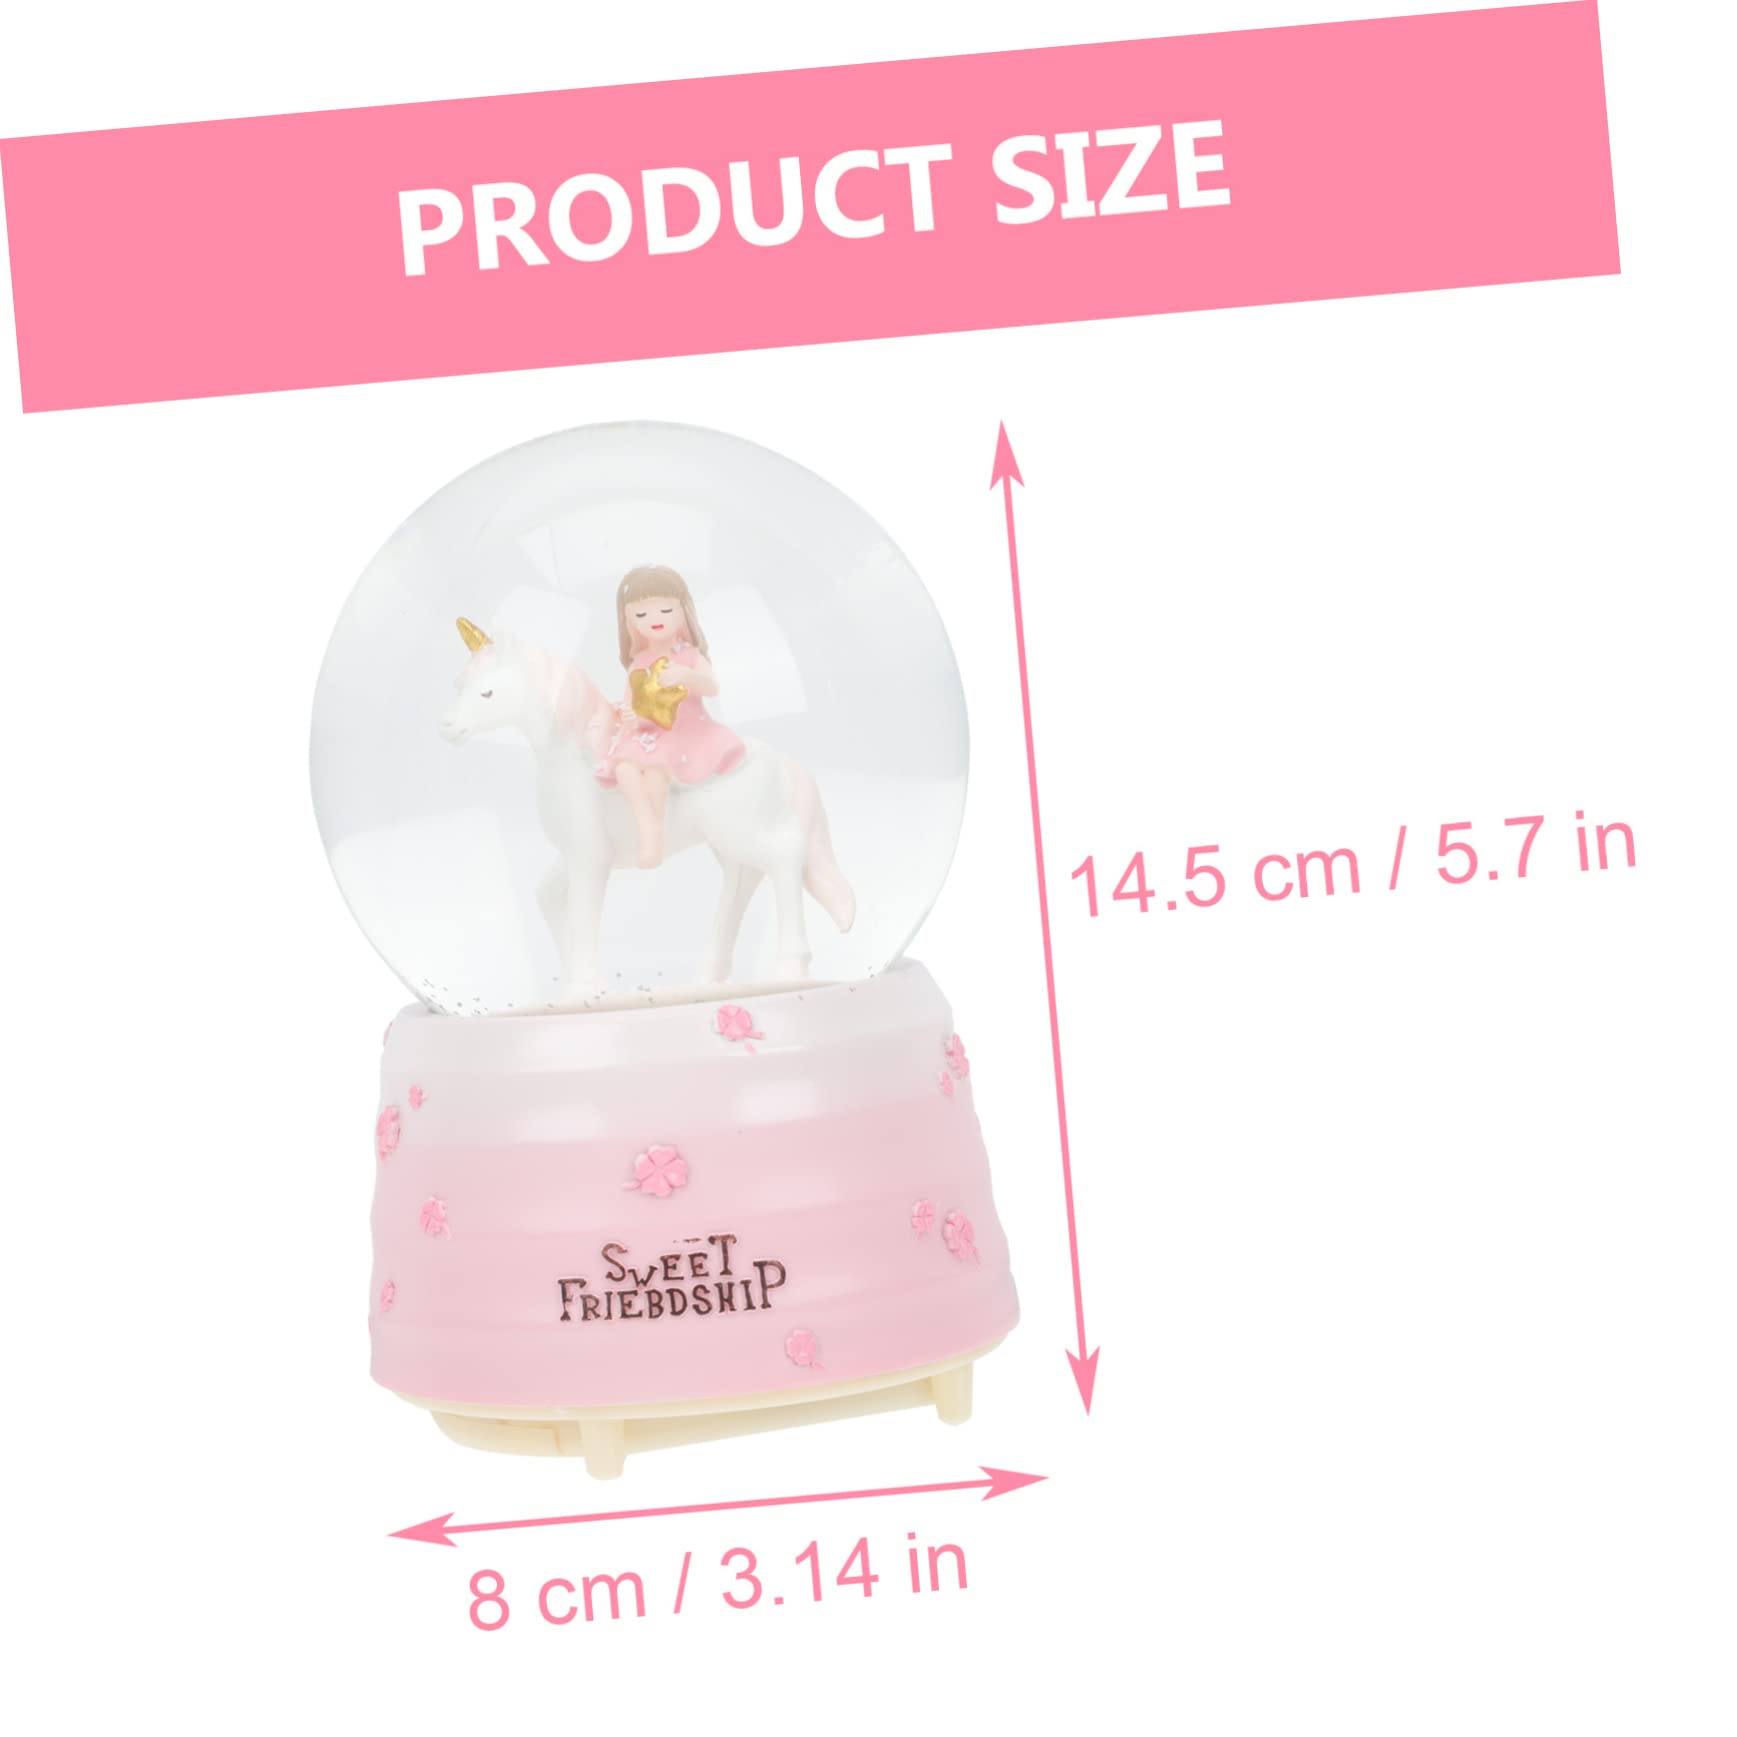 PRODUCT SIZE
14.5 cm / 5.7 in
SWEET
FRIEBDSHIP
8 cm / 3.14 in